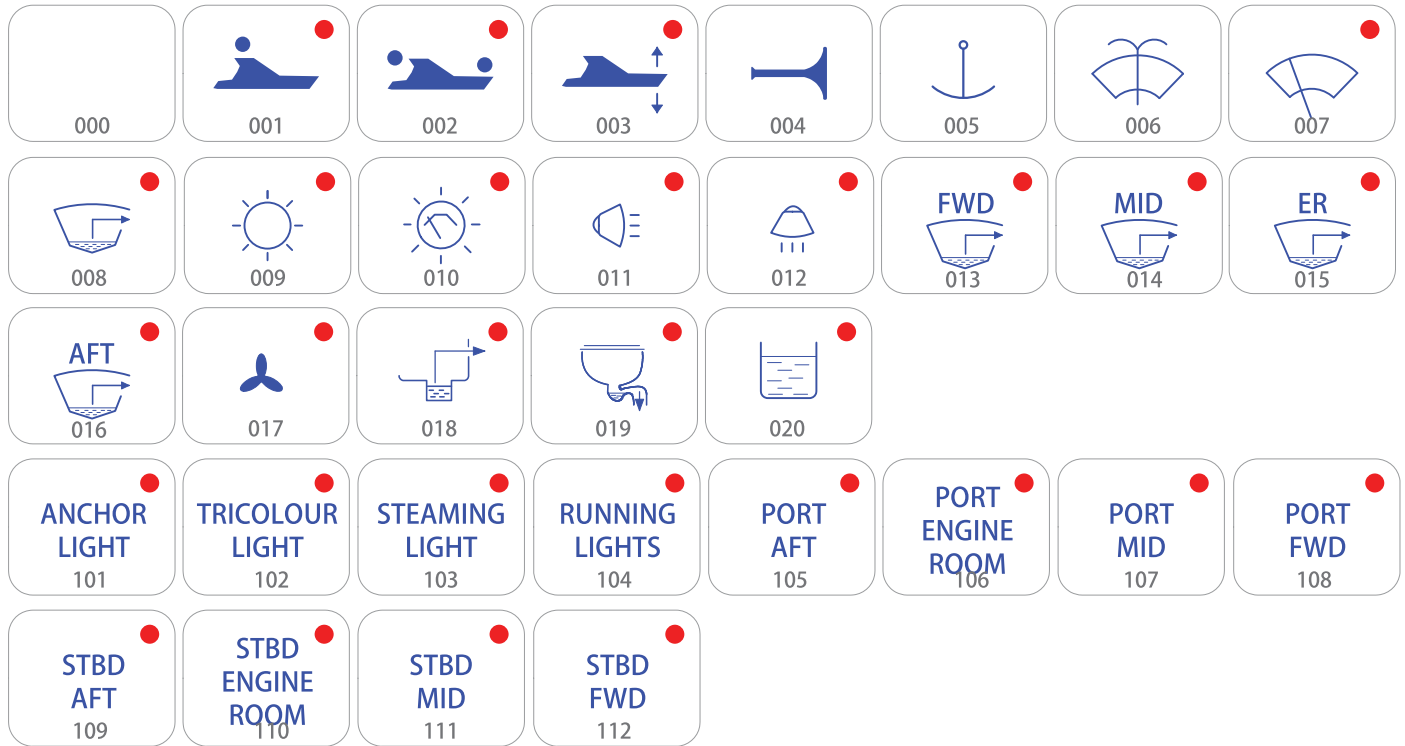 000 001 002 003 004 005 006 007
FWD MID ER
008 009 010 011 012 013 014 015
AFT
016 017 018 019 020
ANCHOR LIGHT
101
TRICOLOUR LIGHT
102
STEAMING LIGHT
103
RUNNING LIGHTS
104
PORT AFT
105
PORT ENGINE ROOM
106
PORT MID
107
PORT FWD
108
STBD AFT
109
STBD ENGINE ROOM
110
STBD MID
111
STBD FWD
112